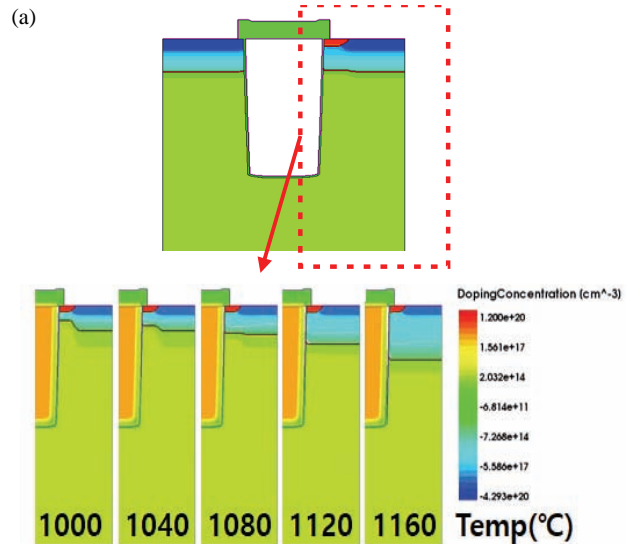 (a)
DopingConcentration (cm^-3)
1.200e+20
1.561e+17
2.032e+14
-6.814e+11
-7.268e+14
-5.586e+17
-4.293e+20
1000 1040 1080 1120 1160 Temp(℃)